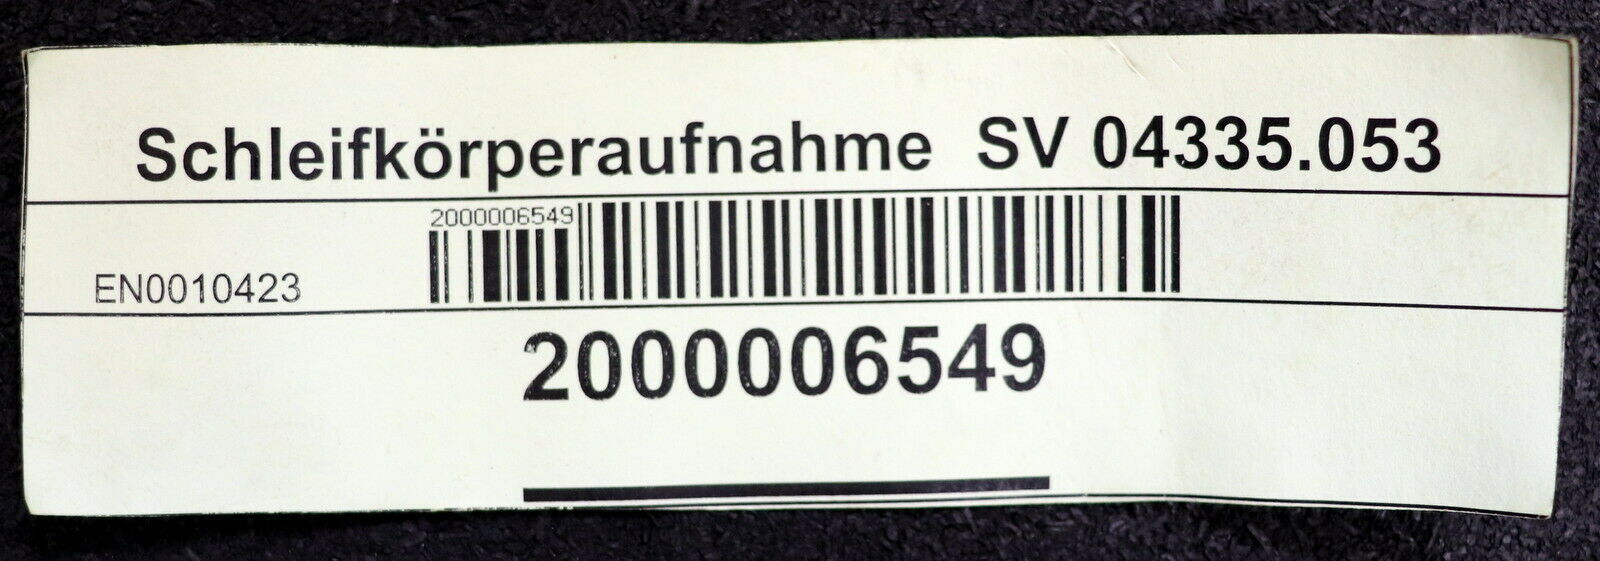 Schleifkörperaufnahme SV 04335.053
2000006549
EN0010423
2000006549